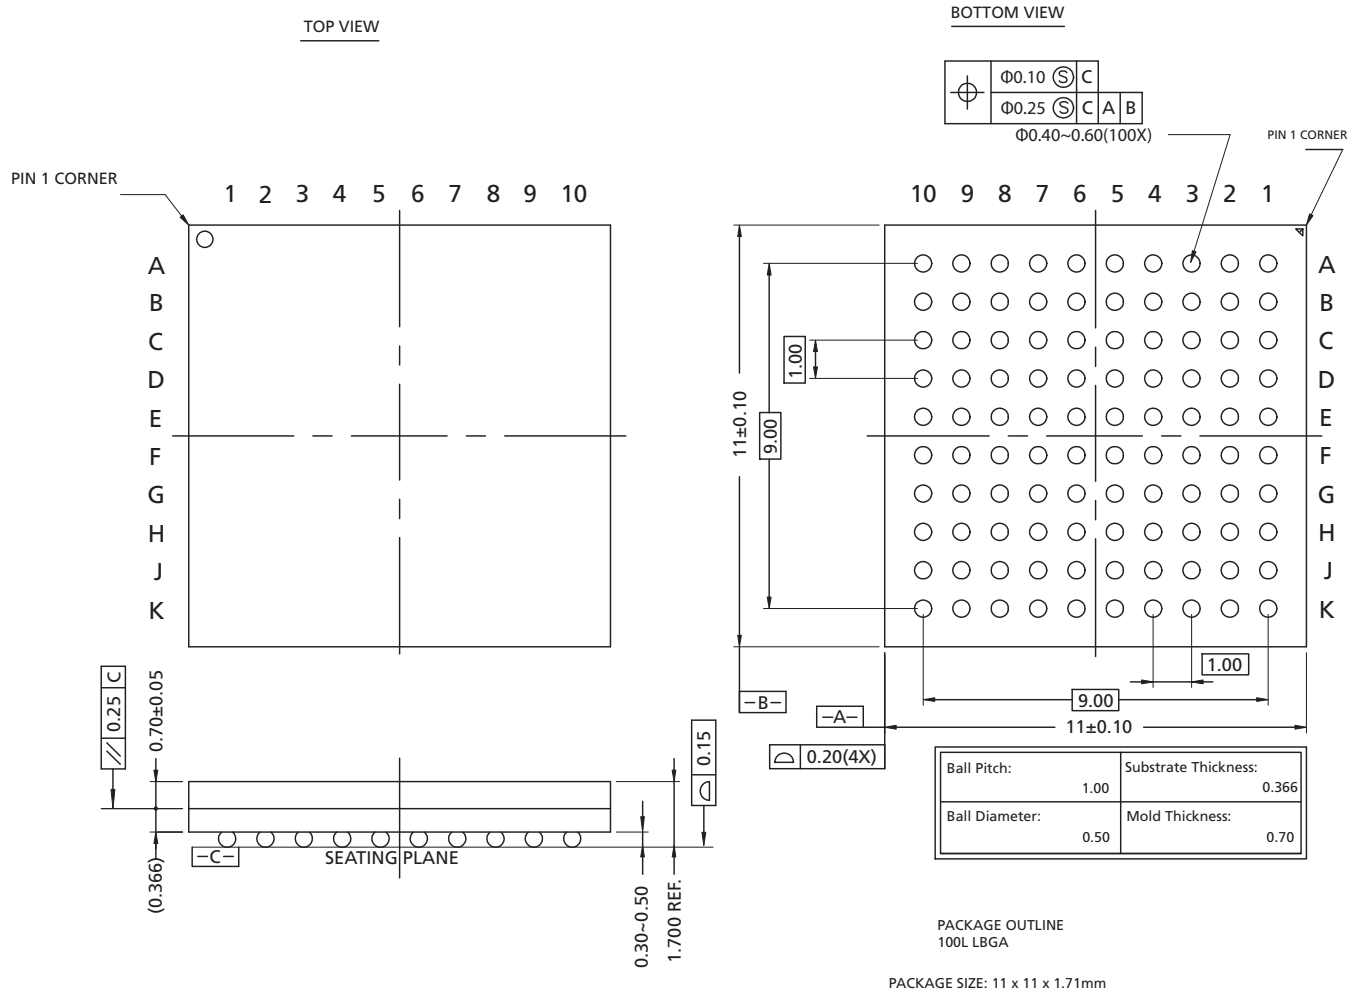 TOP VIEW
BOTTOM VIEW
Φ0.10 Ⓢ C
Φ0.25 Ⓢ C A B
Φ0.40~0.60(100X)
PIN 1 CORNER
PIN 1 CORNER
1 2 3 4 5 6 7 8 9 10
10 9 8 7 6 5 4 3 2 1
A
B
C
D
E
F
G
H
J
K
A
B
C
D
E
F
G
H
J
K
1.00
9.00
11±0.10
1.00
9.00
11±0.10
-B-
-A-
0.20(4X)
// 0.25 C
0.70±0.05
(0.366)
-C-
SEATING PLANE
0.30~0.50
1.700 REF.
0.15
Ball Pitch: 1.00
Substrate Thickness: 0.366
Ball Diameter: 0.50
Mold Thickness: 0.70
PACKAGE OUTLINE
100L LBGA
PACKAGE SIZE: 11 x 11 x 1.71mm